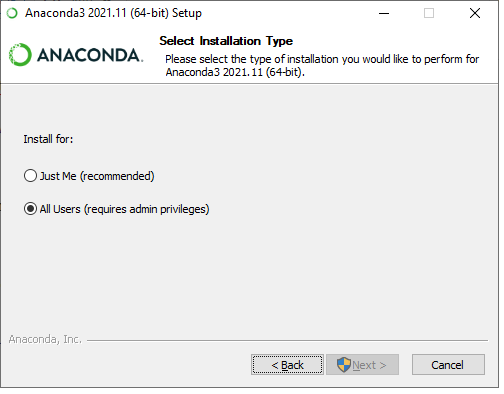 Anaconda3 2021.11 (64-bit) Setup
Select Installation Type
ANACONDA.
Please select the type of installation you would like to perform for
Anaconda3 2021.11 (64-bit).
Install for:
Just Me (recommended)
All Users (requires admin privileges)
Anaconda, Inc.
< Back
Next >
Cancel